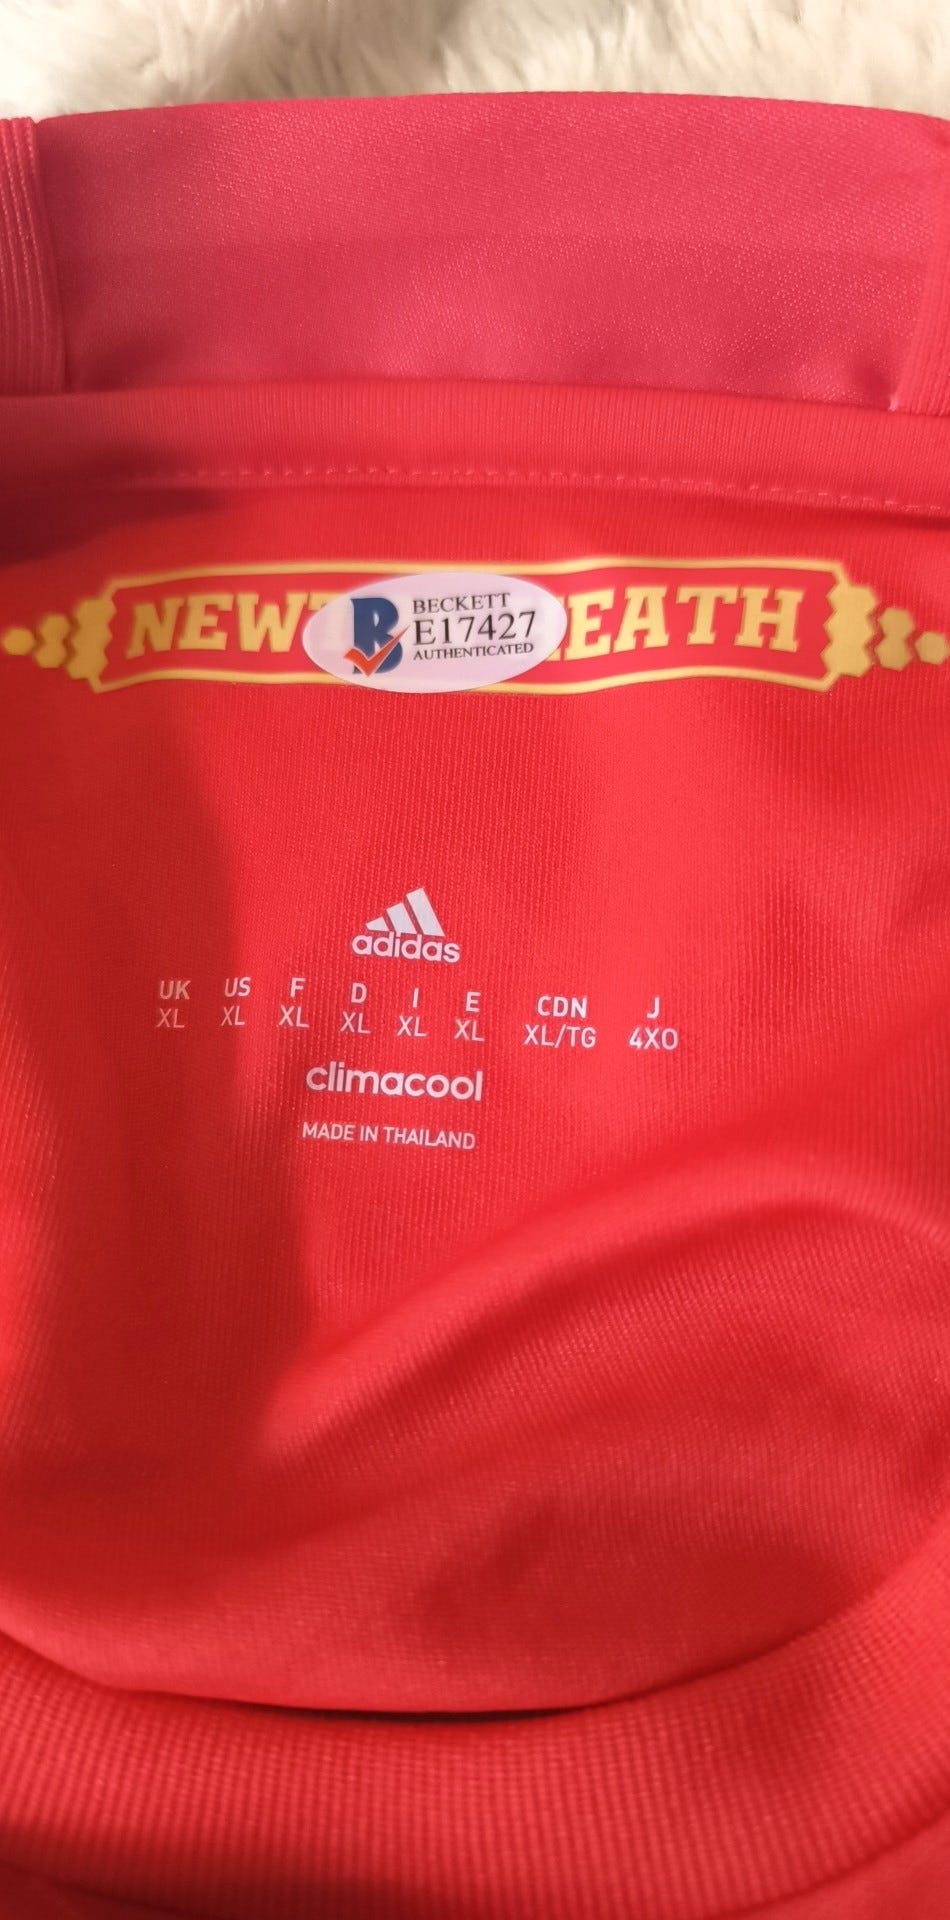 NEW EATH
BECKETT
E17427
AUTHENTICATED
adidas
UK US F D I E CDN J
XL XL XL XL XL XL XL/TG 4XO
climacool
MADE IN THAILAND